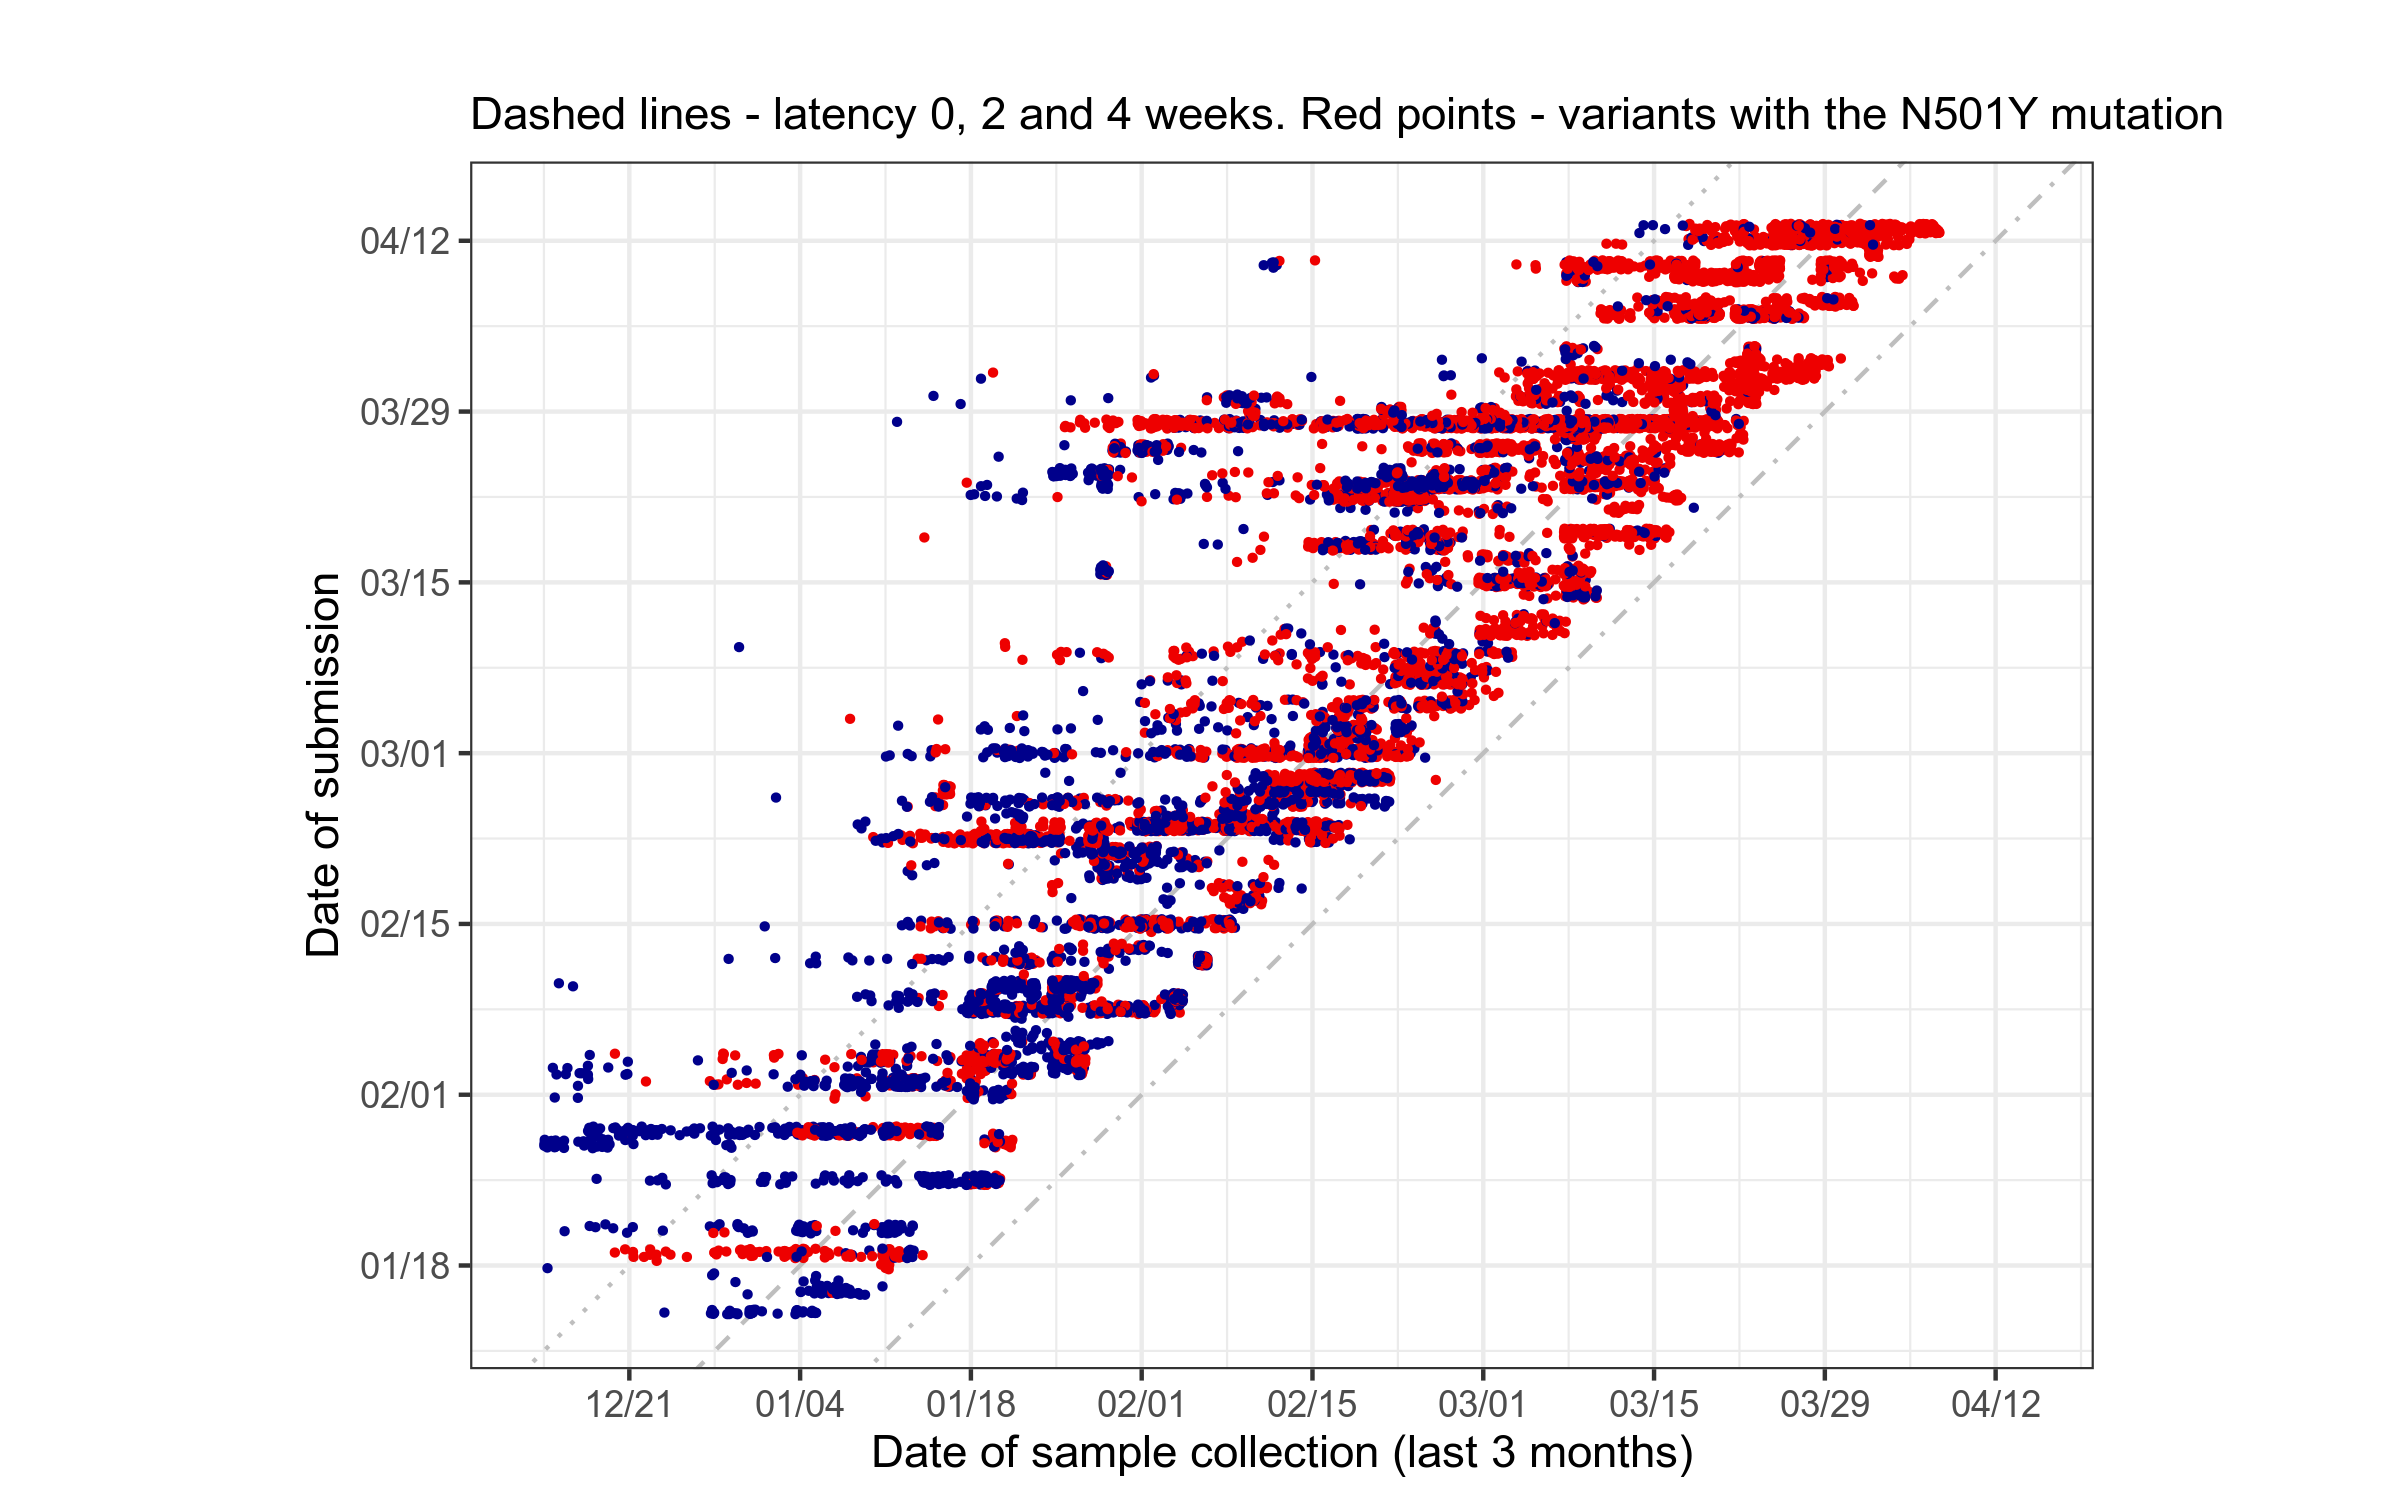 Dashed lines - latency 0, 2 and 4 weeks. Red points - variants with the N501Y mutation
04/12
03/29
03/15
03/01
02/15
02/01
01/18
Date of submission
12/21 01/04 01/18 02/01 02/15 03/01 03/15 03/29 04/12
Date of sample collection (last 3 months)